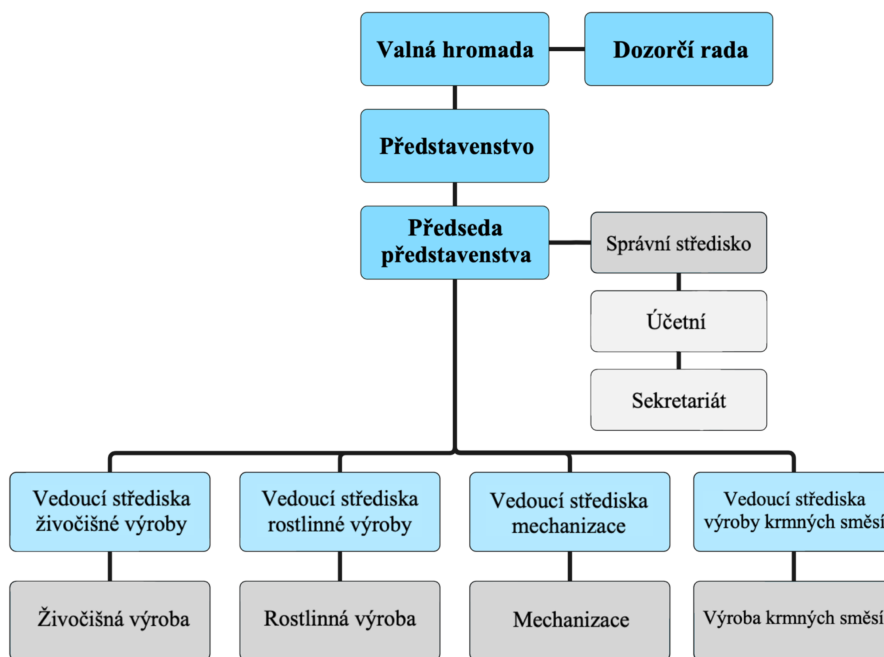 Valná hromada
Dozorčí rada
Představenstvo
Předseda
představenstva
Správní středisko
Účetní
Sekretariát
Vedoucí střediska
živočišné výroby
Vedoucí střediska
rostlinné výroby
Vedoucí střediska
mechanizace
Vedoucí střediska
výroby krmných směsí
Živočišná výroba
Rostlinná výroba
Mechanizace
Výroba krmných směsí